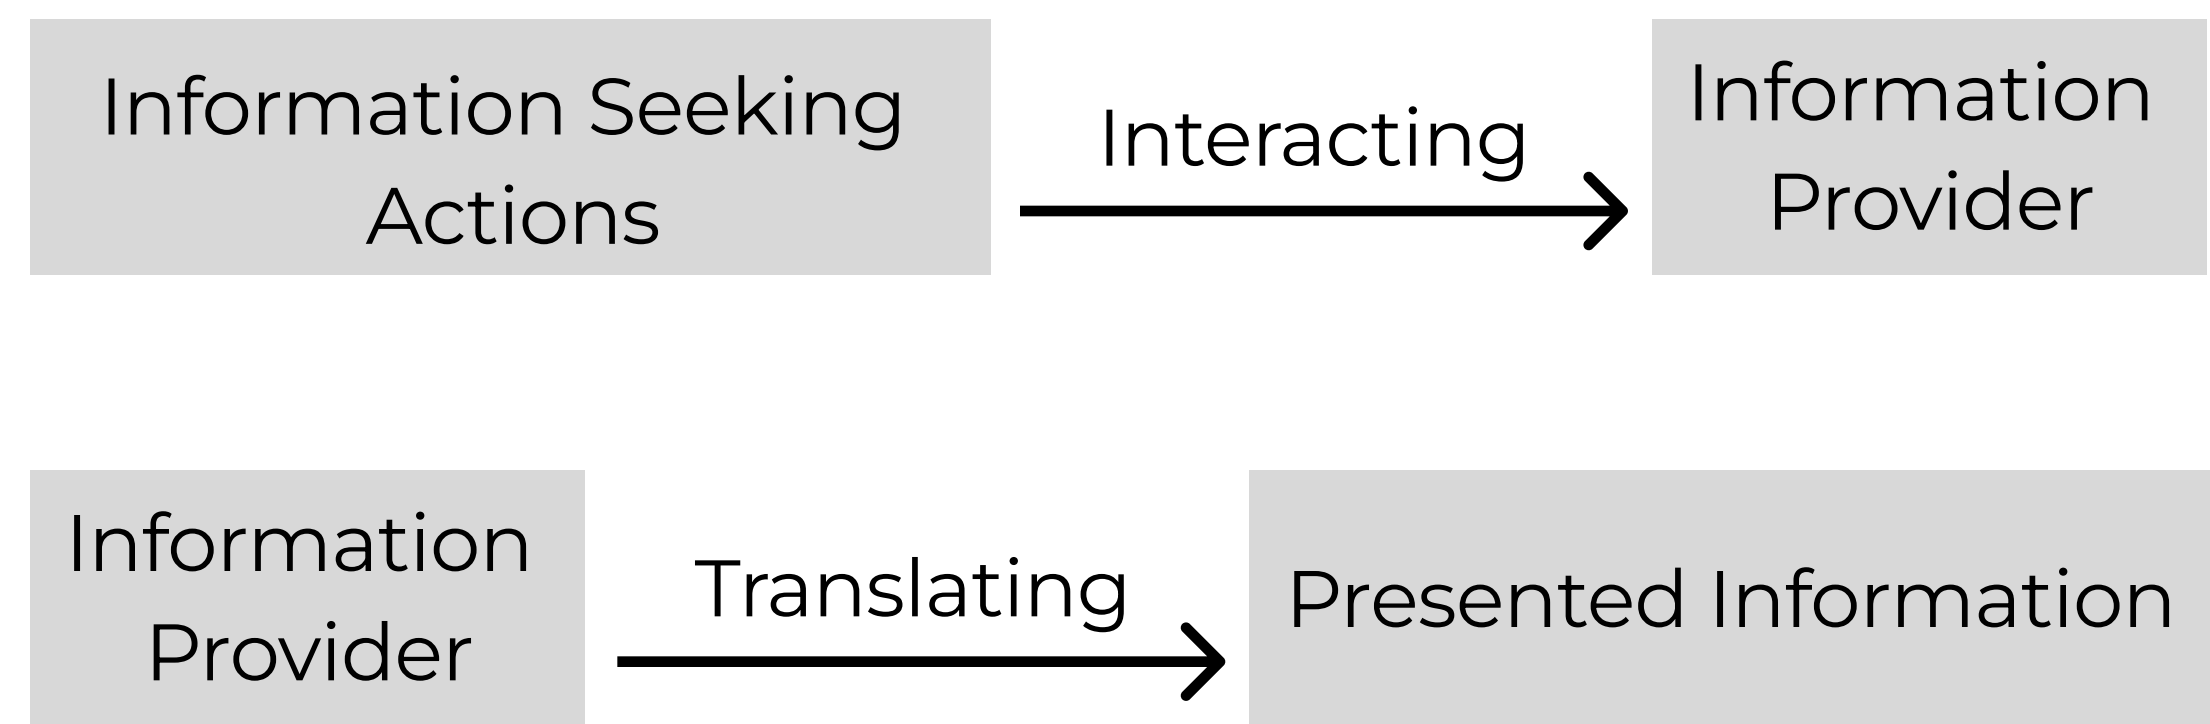 Information Seeking
Actions
Interacting
Information
Provider
Information
Provider
Translating
Presented Information